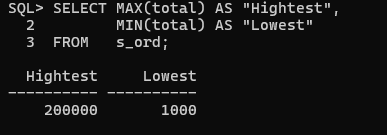 SQL> SELECT MAX(total) AS "Hightest",
  2         MIN(total) AS "Lowest"
  3  FROM   s_ord;

  Hightest     Lowest
---------- ----------
    200000       1000